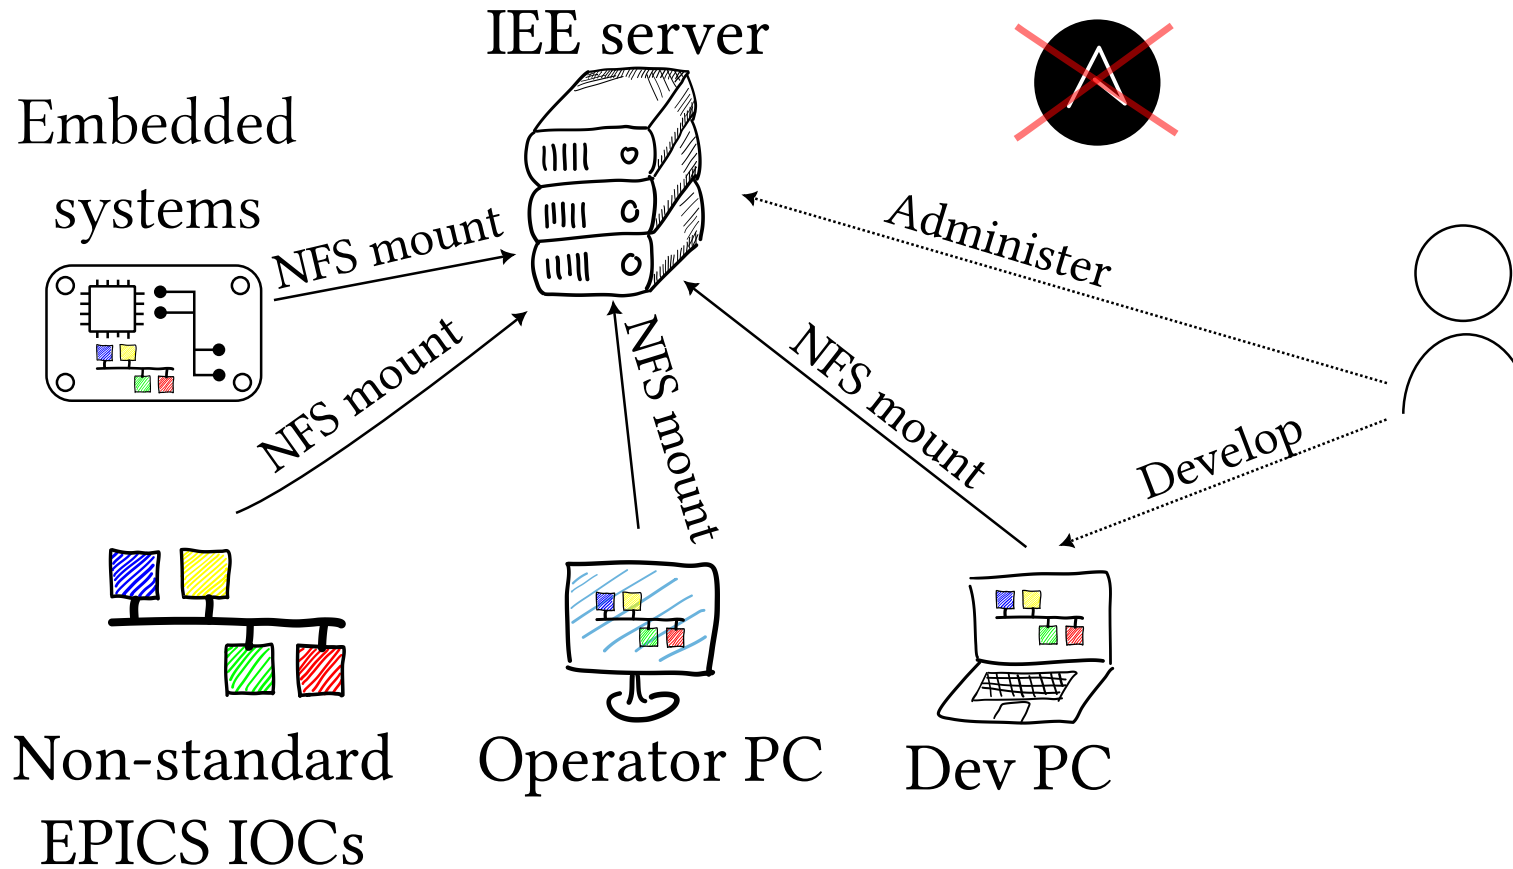 IEE server
Embedded
systems
NFS mount
Administer
NFS mount
NFS mount
NFS mount
Develop
Non-standard
EPICS IOCs
Operator PC
Dev PC